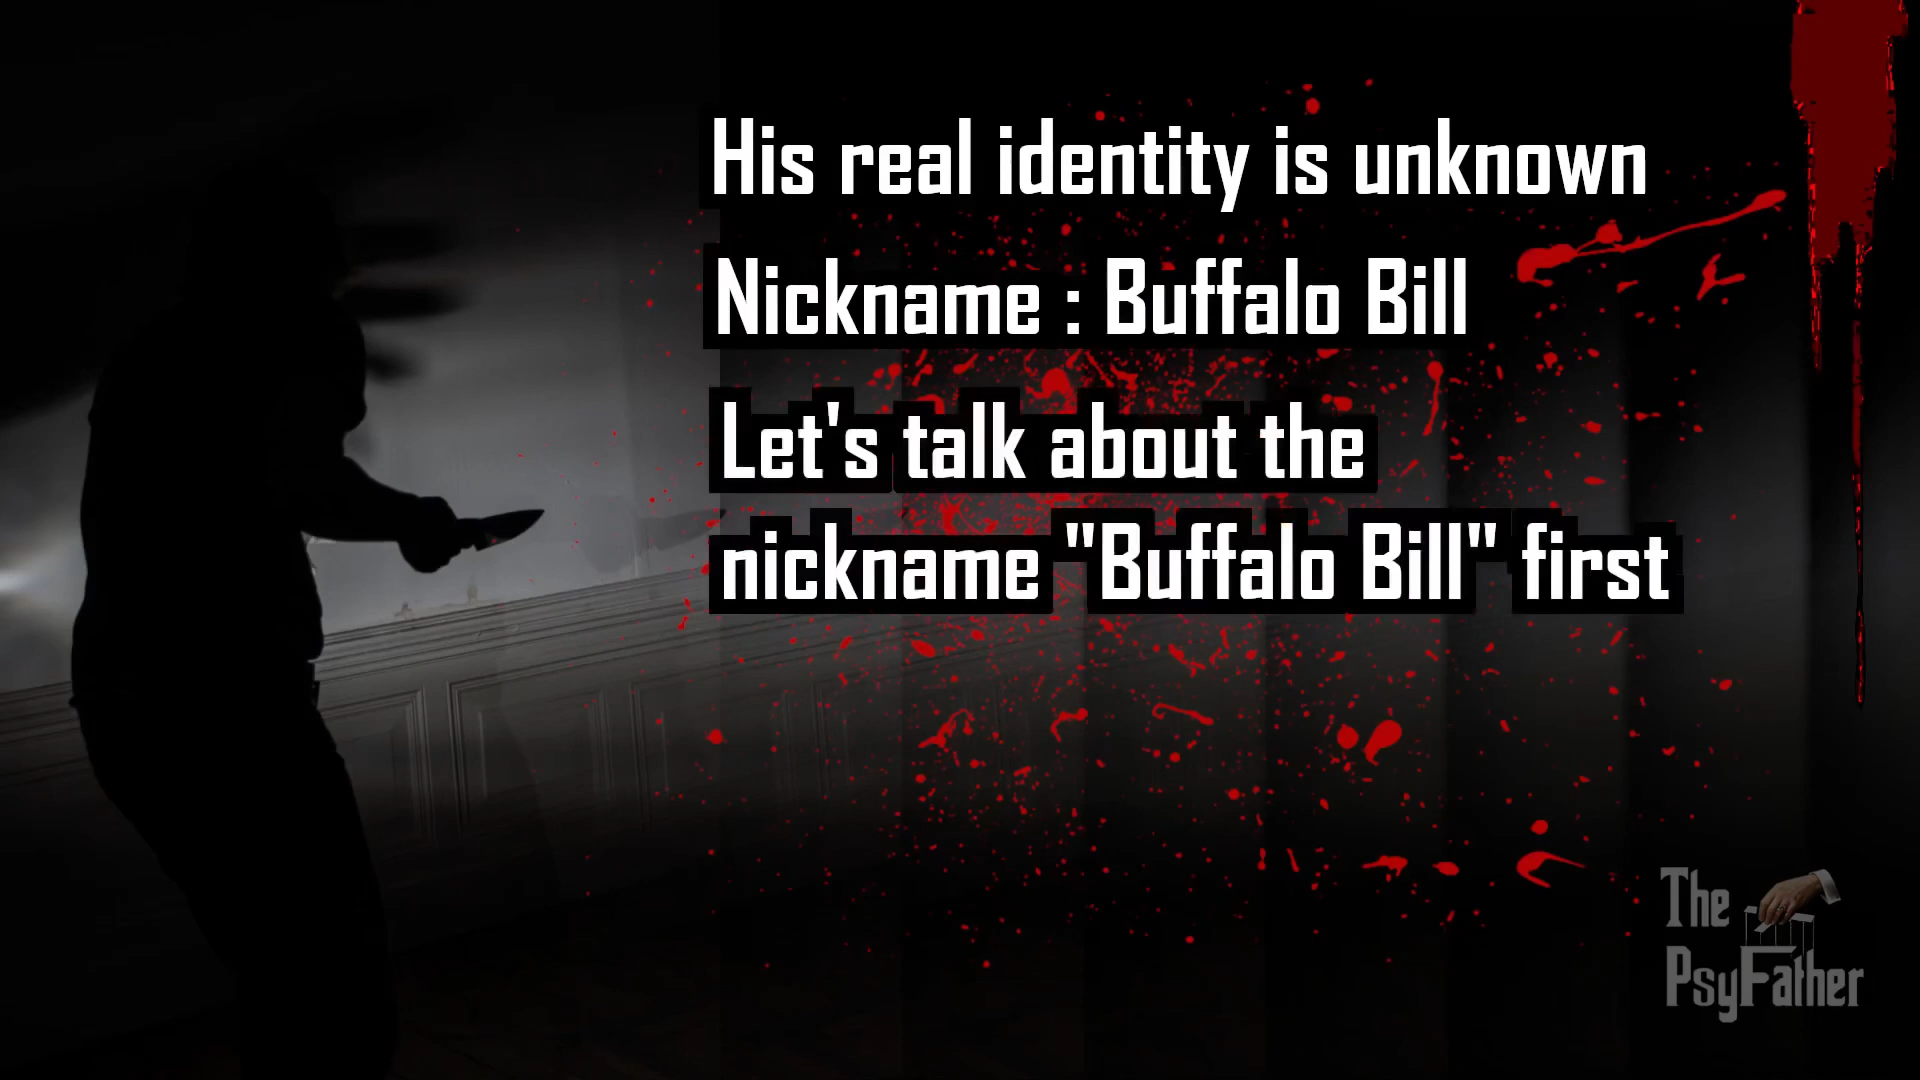 His real identity is unknown
Nickname : Buffalo Bill
Let's talk about the
nickname "Buffalo Bill" first
The
PsyFather